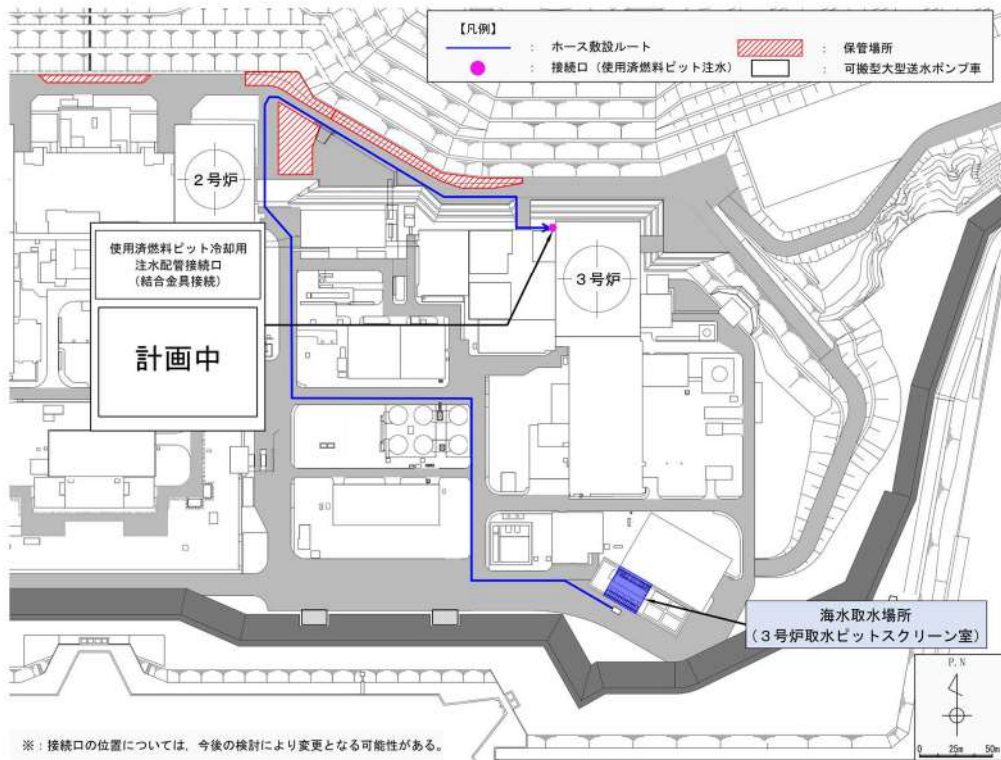 【凡例】
： ホース敷設ルート
： 保管場所
： 接続口（使用済燃料ピット注水）
： 可搬型大型送水ポンプ車
２号炉
使用済燃料ピット冷却用
注水配管接続口
（結合金具接続）
計画中
３号炉
海水取水場所
（３号炉取水ピットスクリーン室）
P.N
0 25m 50m
※：接続口の位置については，今後の検討により変更となる可能性がある。